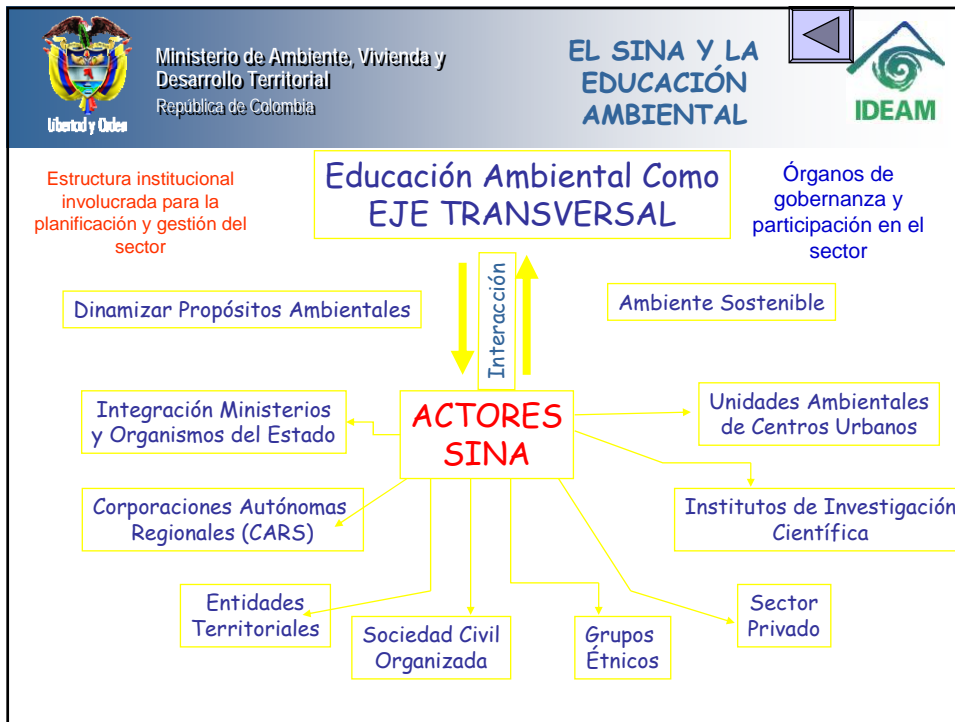 Ministerio de Ambiente, Vivienda y
Desarrollo Territorial
República de Colombia
Libertad y Orden
EL SINA Y LA
EDUCACIÓN
AMBIENTAL
IDEAM
Estructura institucional
involucrada para la
planificación y gestión del
sector
Educación Ambiental Como
EJE TRANSVERSAL
Órganos de
gobernanza y
participación en el
sector
Dinamizar Propósitos Ambientales
Interacción
Ambiente Sostenible
Integración Ministerios
y Organismos del Estado
ACTORES
SINA
Unidades Ambientales
de Centros Urbanos
Corporaciones Autónomas
Regionales (CARS)
Institutos de Investigación
Científica
Entidades
Territoriales
Sociedad Civil
Organizada
Grupos
Étnicos
Sector
Privado